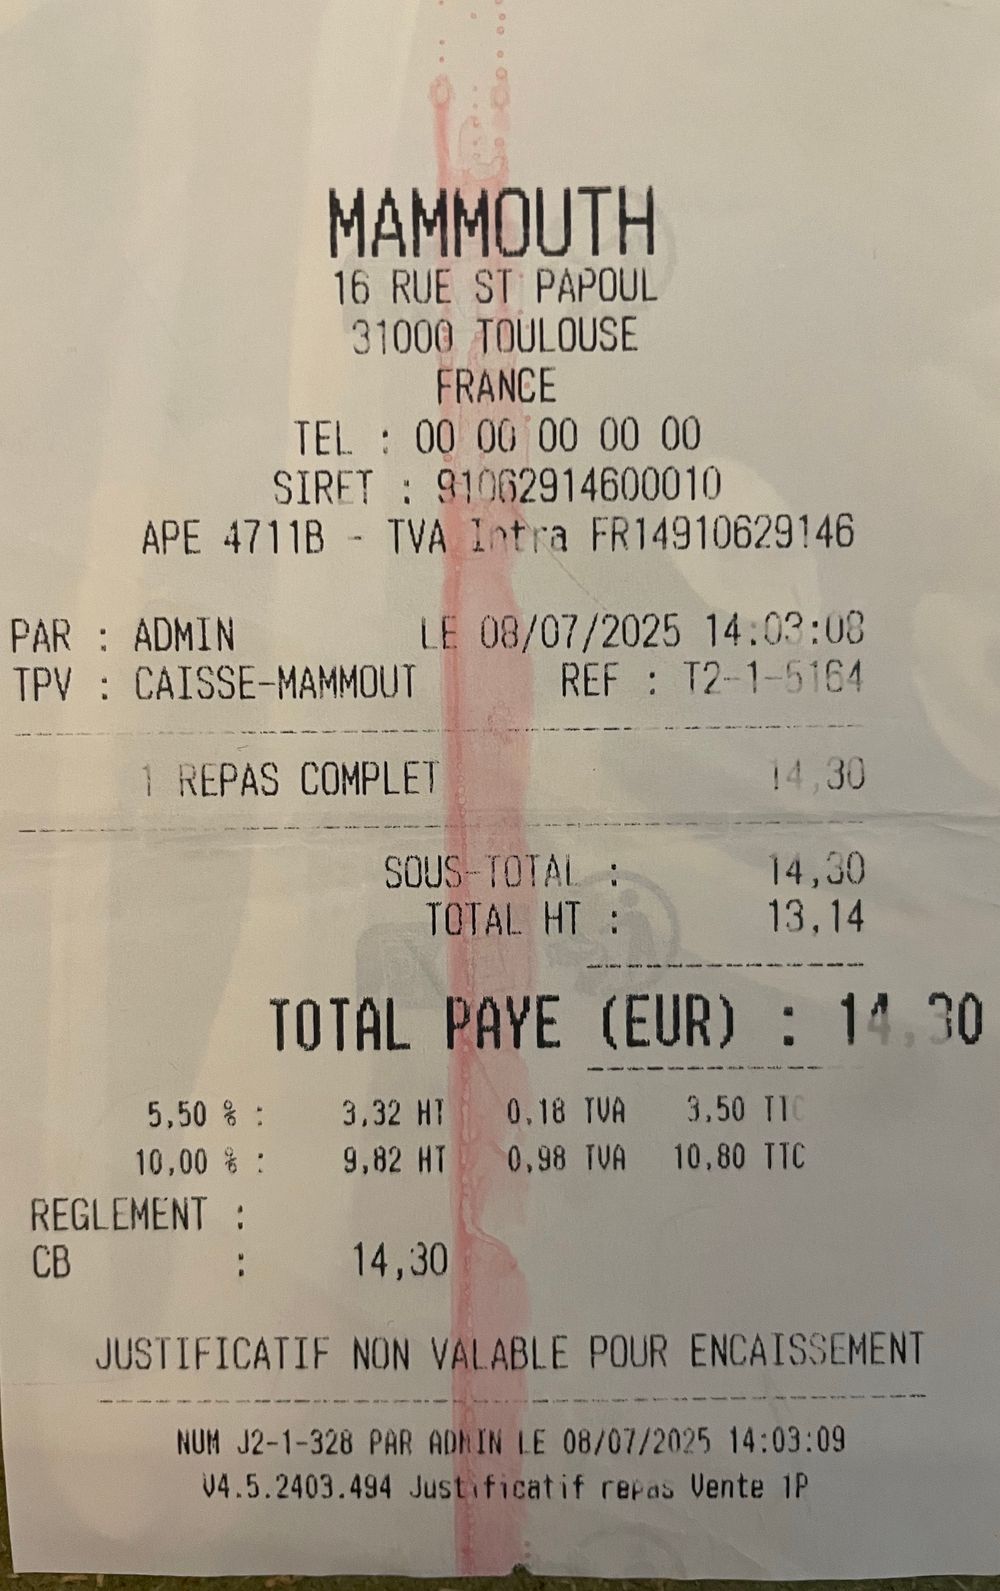 MAMMOUTH
16 RUE ST PAPOUL
31000 TOULOUSE
FRANCE
TEL : 00 00 00 00 00
SIRET : 91062914600010
APE 4711B - TVA Intra FR14910629146
PAR : ADMIN LE 08/07/2025 14:03:08
TPV : CAISSE-MAMMOUT REF : T2-1-5164
1 REPAS COMPLET 14,30
SOUS-TOTAL : 14,30
TOTAL HT : 13,14
TOTAL PAYE (EUR) : 14,30
5,50 % : 3,32 HT 0,18 TVA 3,50 TTC
10,00 % : 9,82 HT 0,98 TVA 10,80 TTC
REGLEMENT :
CB : 14,30
JUSTIFICATIF NON VALABLE POUR ENCAISSEMENT
NUM J2-1-328 PAR ADMIN LE 08/07/2025 14:03:09
V4.5.2403.494 Justificatif repas Vente 1P